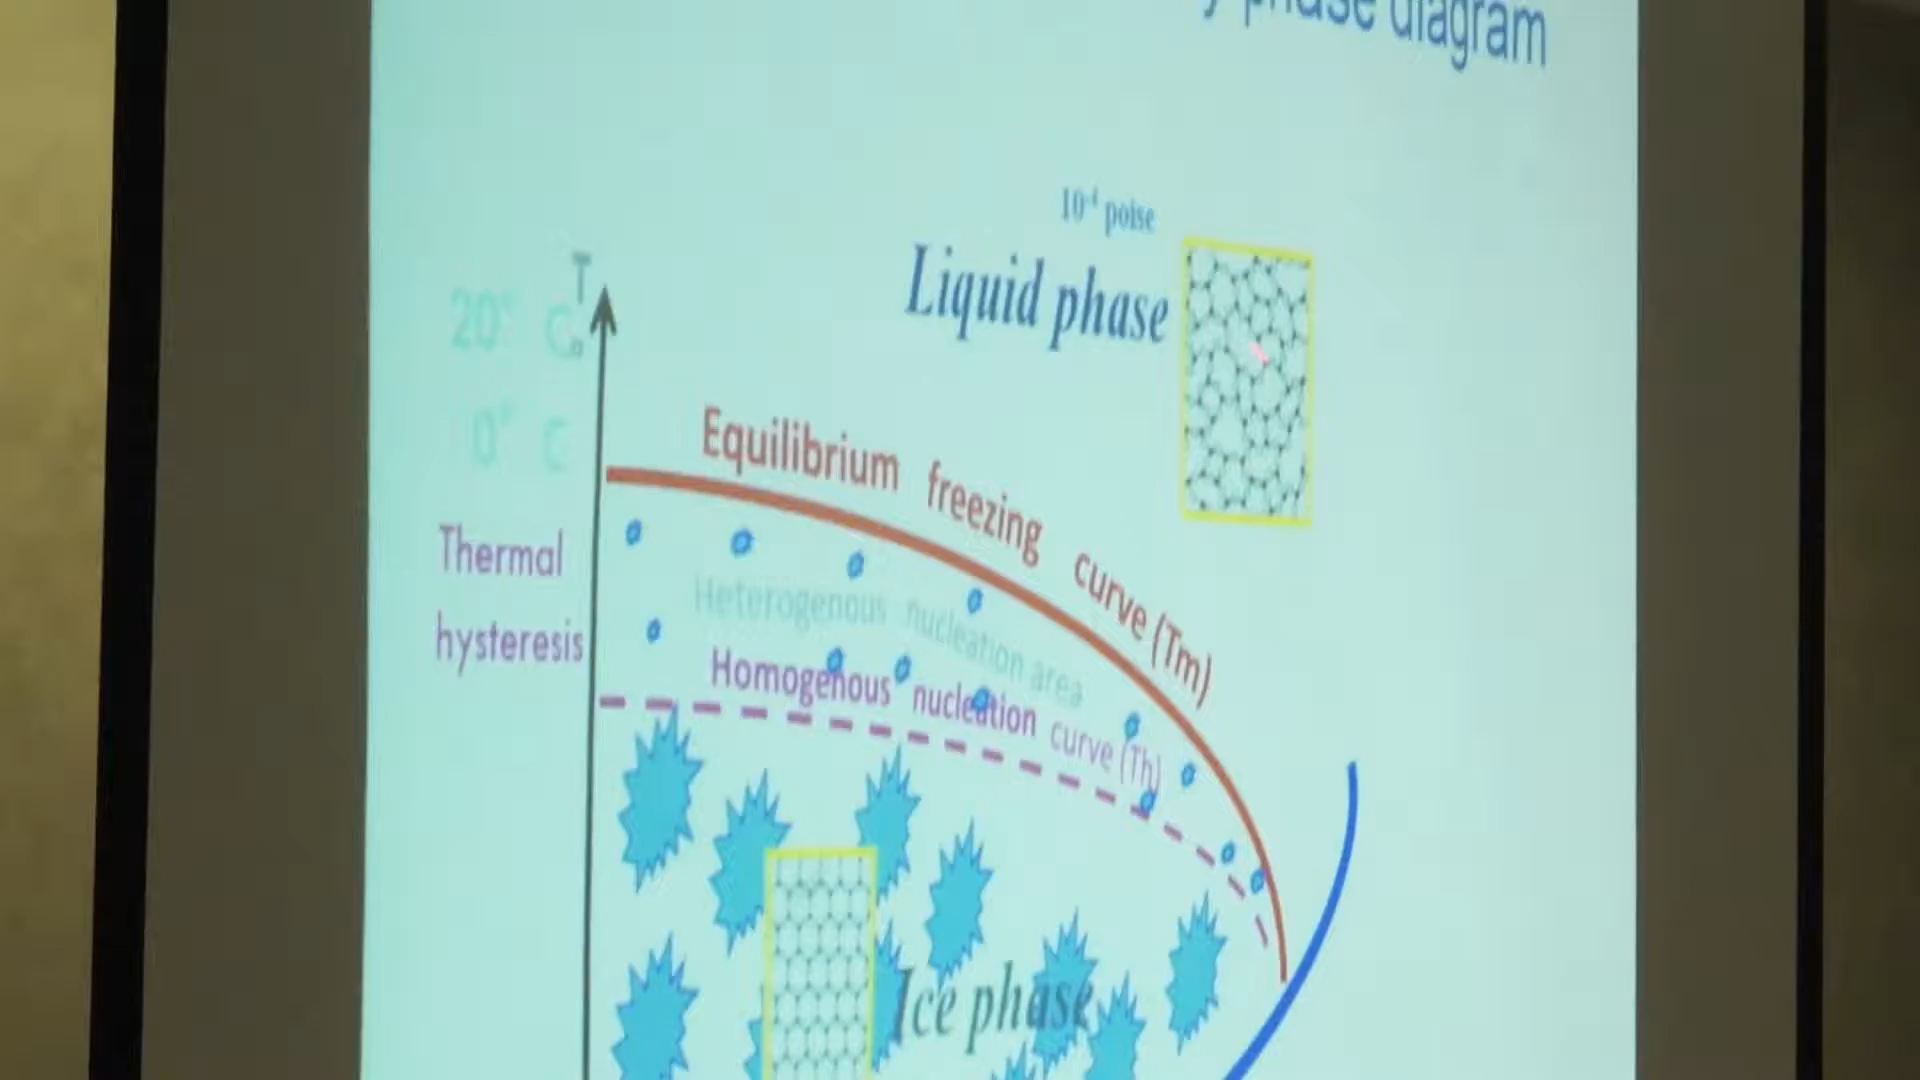 phase diagram
10⁻⁴ poise
Liquid phase
T
20° C
0° C
Equilibrium freezing curve (Tm)
Thermal
hysteresis
Heterogenous nucleation area
Homogenous nucleation curve (Th)
Ice phase